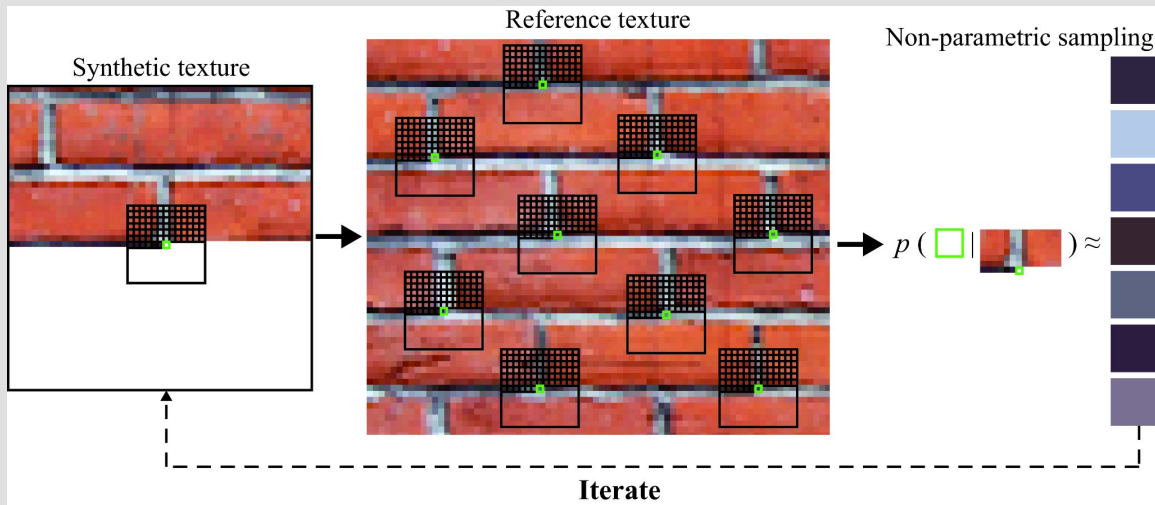 Synthetic texture
Reference texture
Non-parametric sampling
p ( | ) ≈
Iterate